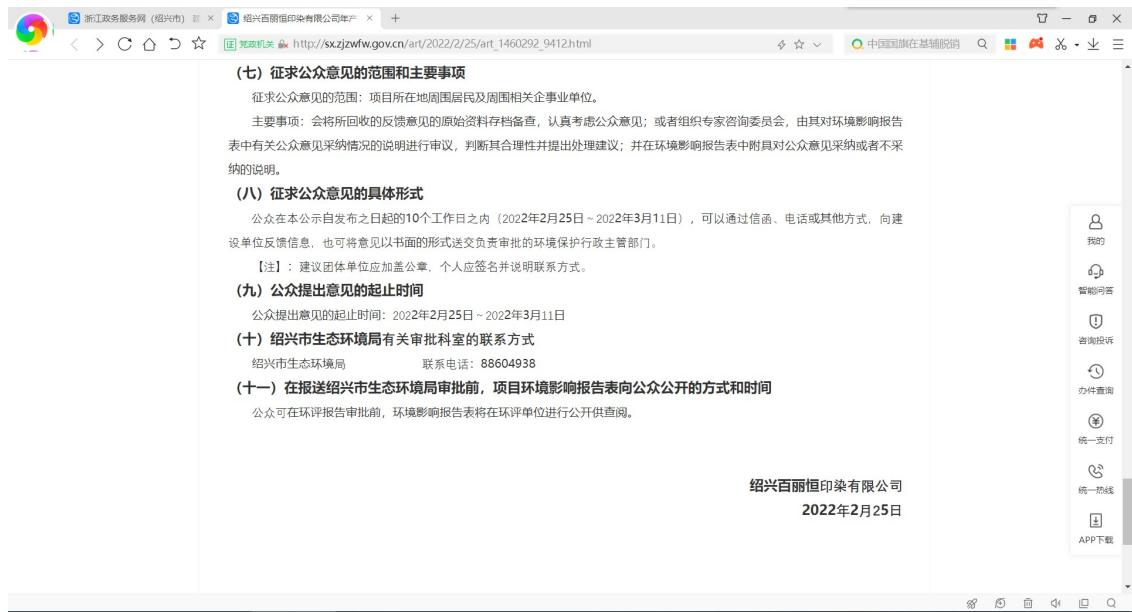 浙江政务服务网（绍兴市）
绍兴百丽恒印染有限公司年产
党政机关
http://sx.zjzwfw.gov.cn/art/2022/2/25/art_1460292_9412.html
中国国旗在基辅脱销
（七）征求公众意见的范围和主要事项
征求公众意见的范围：项目所在地周围居民及周围相关企事业单位。
主要事项：会将所回收的反馈意见的原始资料存档备查，认真考虑公众意见；或者组织专家咨询委员会，由其对环境影响报告
表中有关公众意见采纳情况的说明进行审议，判断其合理性并提出处理建议；并在环境影响报告表中附具对公众意见采纳或者不采
纳的说明。
（八）征求公众意见的具体形式
公众在本公示自发布之日起的10个工作日之内（2022年2月25日～2022年3月11日），可以通过信函、电话或其他方式，向建
设单位反馈信息，也可将意见以书面的形式送交负责审批的环境保护行政主管部门。
【注】：建议团体单位应加盖公章，个人应签名并说明联系方式。
（九）公众提出意见的起止时间
公众提出意见的起止时间：2022年2月25日～2022年3月11日
（十）绍兴市生态环境局有关审批科室的联系方式
绍兴市生态环境局 联系电话：88604938
（十一）在报送绍兴市生态环境局审批前，项目环境影响报告表向公众公开的方式和时间
公众可在环评报告审批前，环境影响报告表将在环评单位进行公开供查阅。
绍兴百丽恒印染有限公司
2022年2月25日
我的
智能问答
咨询投诉
办件查询
统一支付
统一热线
APP下载